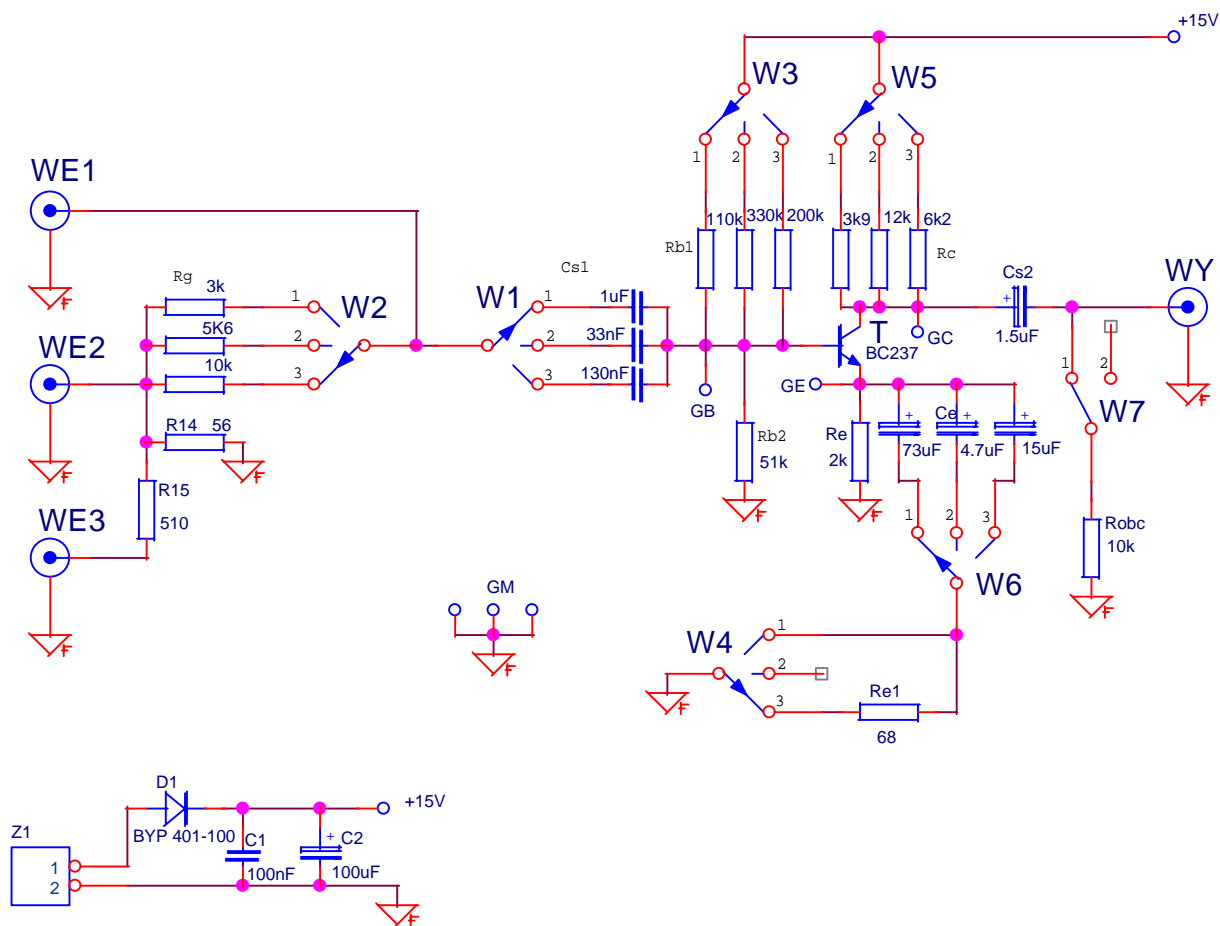 +15V
W3
W5
1
2
3
1
2
3
WE1
110k
330k
200k
3k9
12k
6k2
Rb1
Rc
Rg
3k
Cs1
Cs2
WY
1
W2
W1
1
1uF
+
5K6
2
2
33nF
T
GC
1.5uF
WE2
10k
3
3
130nF
BC237
1
2
GB
GE
W7
R14
56
Rb2
51k
Re
2k
+
Ce
+
+
73uF
4.7uF
15uF
R15
510
WE3
1
2
3
Robc
10k
W6
GM
W4
1
2
3
Re1
68
D1
+15V
BYP 401-100
Z1
C1
+
C2
1
100nF
100uF
2
F
F
F
F
F
F
F
F
F
F
F